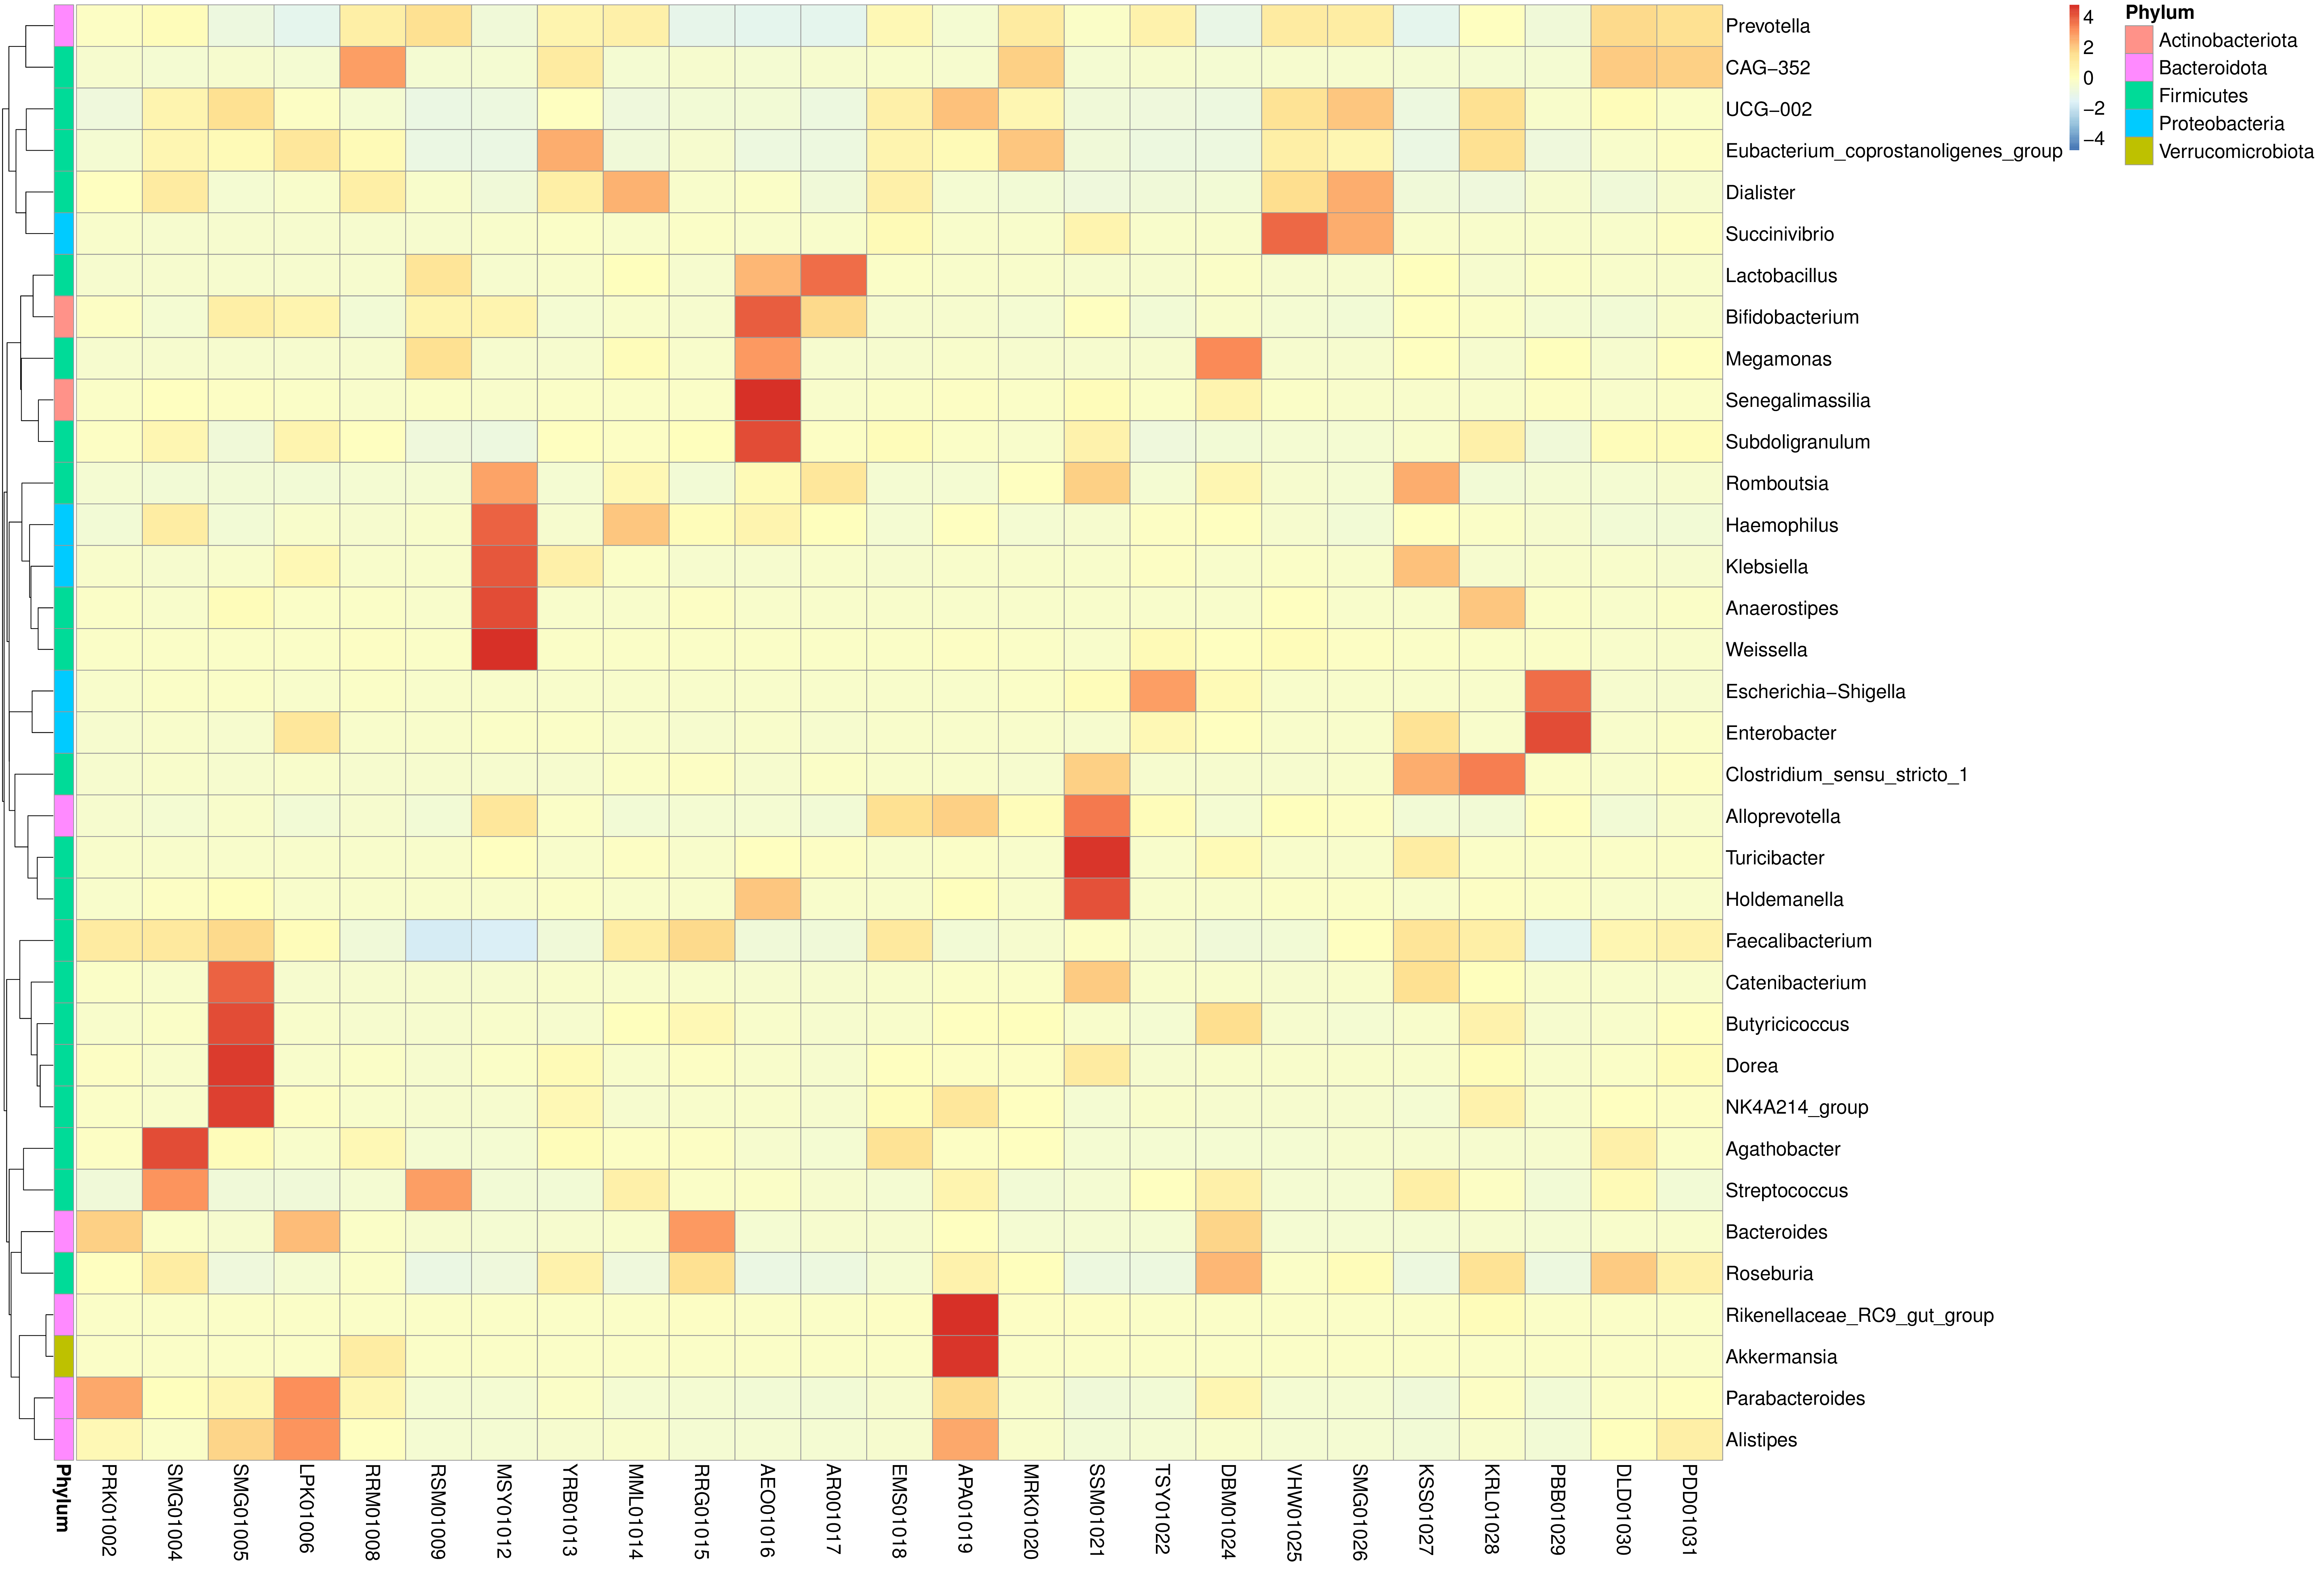 Prevotella
CAG−352
UCG−002
Eubacterium_coprostanoligenes_group
Dialister
Succinivibrio
Lactobacillus
Bifidobacterium
Megamonas
Senegalimassilia
Subdoligranulum
Romboutsia
Haemophilus
Klebsiella
Anaerostipes
Weissella
Escherichia−Shigella
Enterobacter
Clostridium_sensu_stricto_1
Alloprevotella
Turicibacter
Holdemanella
Faecalibacterium
Catenibacterium
Butyricicoccus
Dorea
NK4A214_group
Agathobacter
Streptococcus
Bacteroides
Roseburia
Rikenellaceae_RC9_gut_group
Akkermansia
Parabacteroides
Alistipes
4
2
0
−2
−4
Phylum
Actinobacteriota
Bacteroidota
Firmicutes
Proteobacteria
Verrucomicrobiota
Phylum
PRK01002
SMG01004
SMG01005
LPK01006
RRM01008
RSM01009
MSY01012
YRB01013
MML01014
RRG01015
AEO01016
AR001017
EMS01018
APA01019
MRK01020
SSM01021
TSY01022
DBM01024
VHW01025
SMG01026
KSS01027
KRL01028
PBB01029
DLD01030
PDD01031